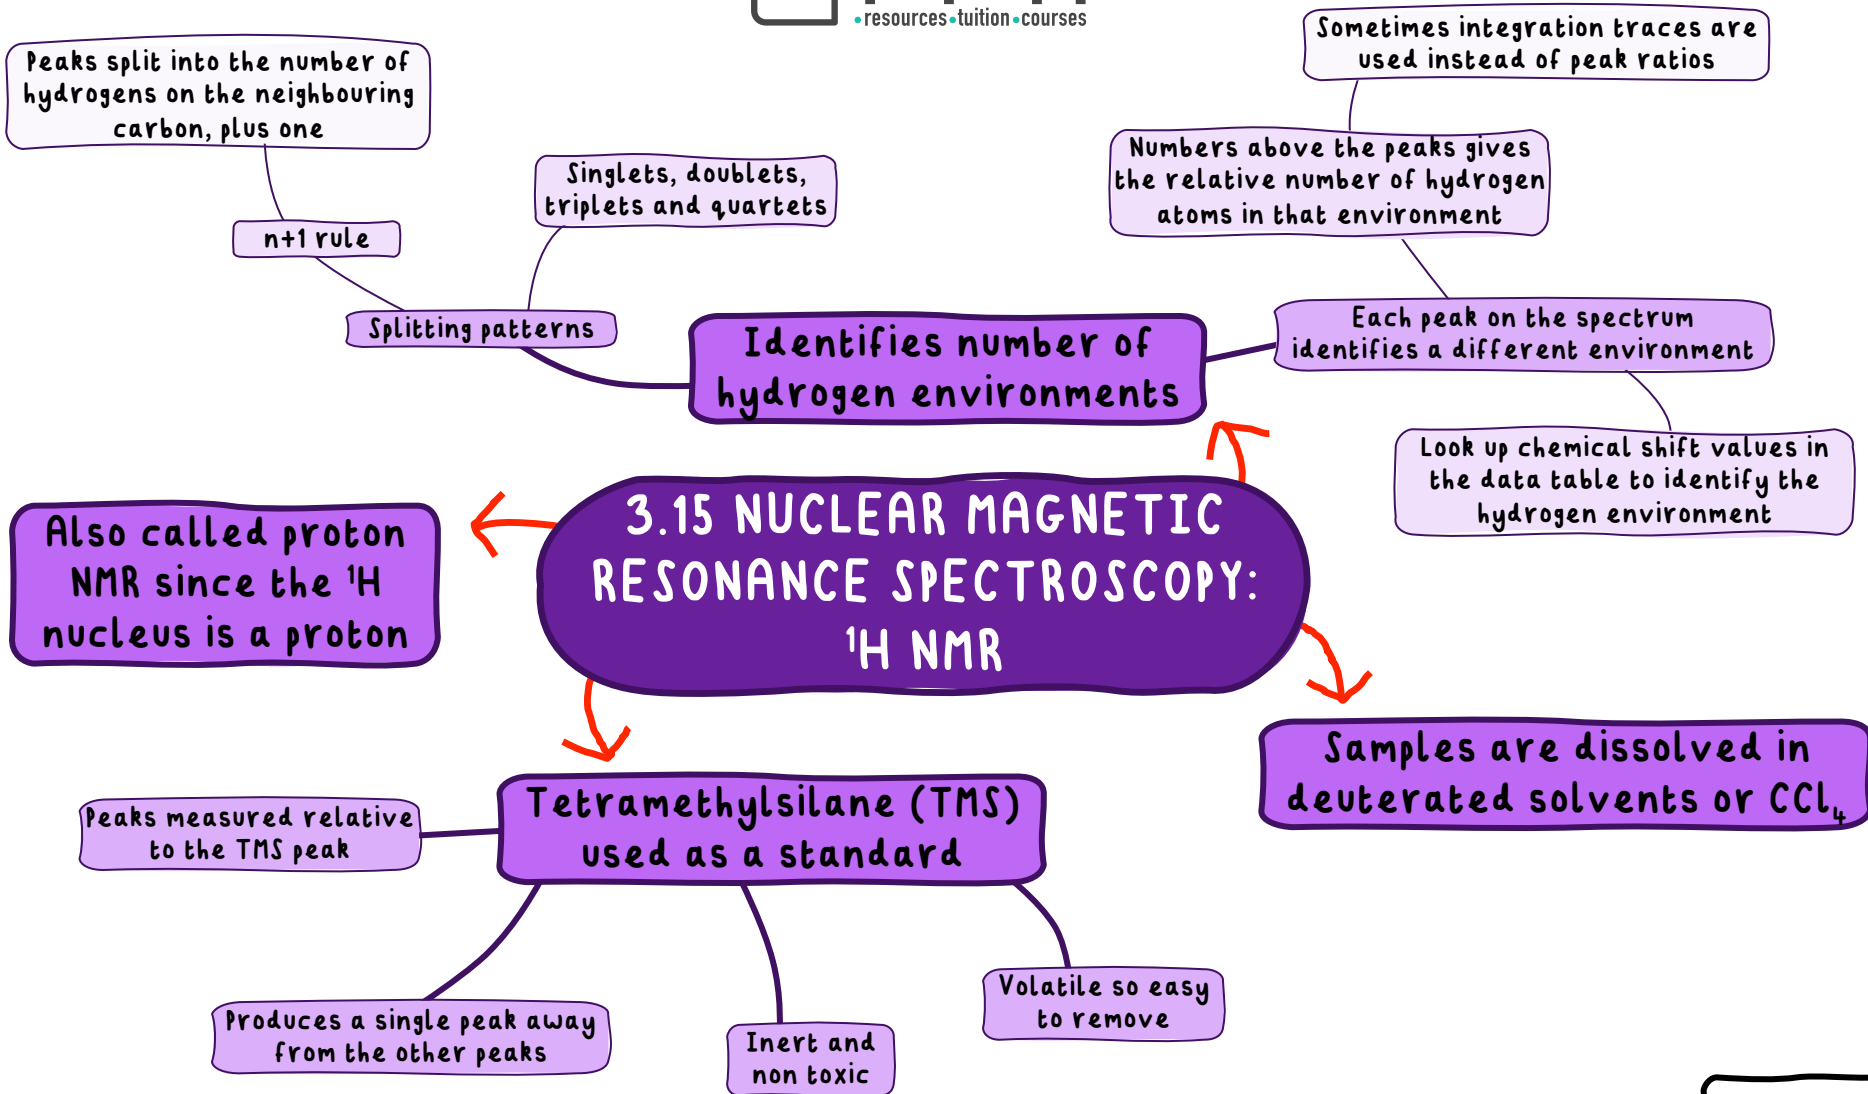 •resources•tuition•courses
Sometimes integration traces are
used instead of peak ratios
Peaks split into the number of
hydrogens on the neighbouring
carbon, plus one
Numbers above the peaks gives
the relative number of hydrogen
atoms in that environment
Singlets, doublets,
triplets and quartets
n+1 rule
Splitting patterns
Identifies number of
hydrogen environments
Each peak on the spectrum
identifies a different environment
Look up chemical shift values in
the data table to identify the
hydrogen environment
3.15 NUCLEAR MAGNETIC
RESONANCE SPECTROSCOPY:
¹H NMR
Also called proton
NMR since the ¹H
nucleus is a proton
Samples are dissolved in
deuterated solvents or CCl₄
Tetramethylsilane (TMS)
used as a standard
Peaks measured relative
to the TMS peak
Produces a single peak away
from the other peaks
Inert and
non toxic
Volatile so easy
to remove